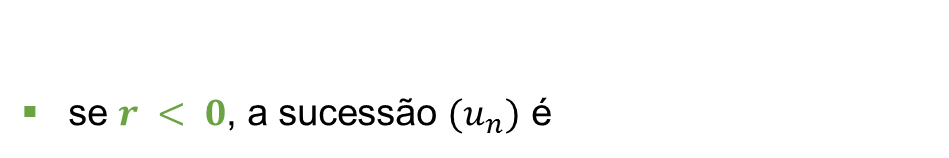 ▪ se r < 0, a sucessão (uₙ) é